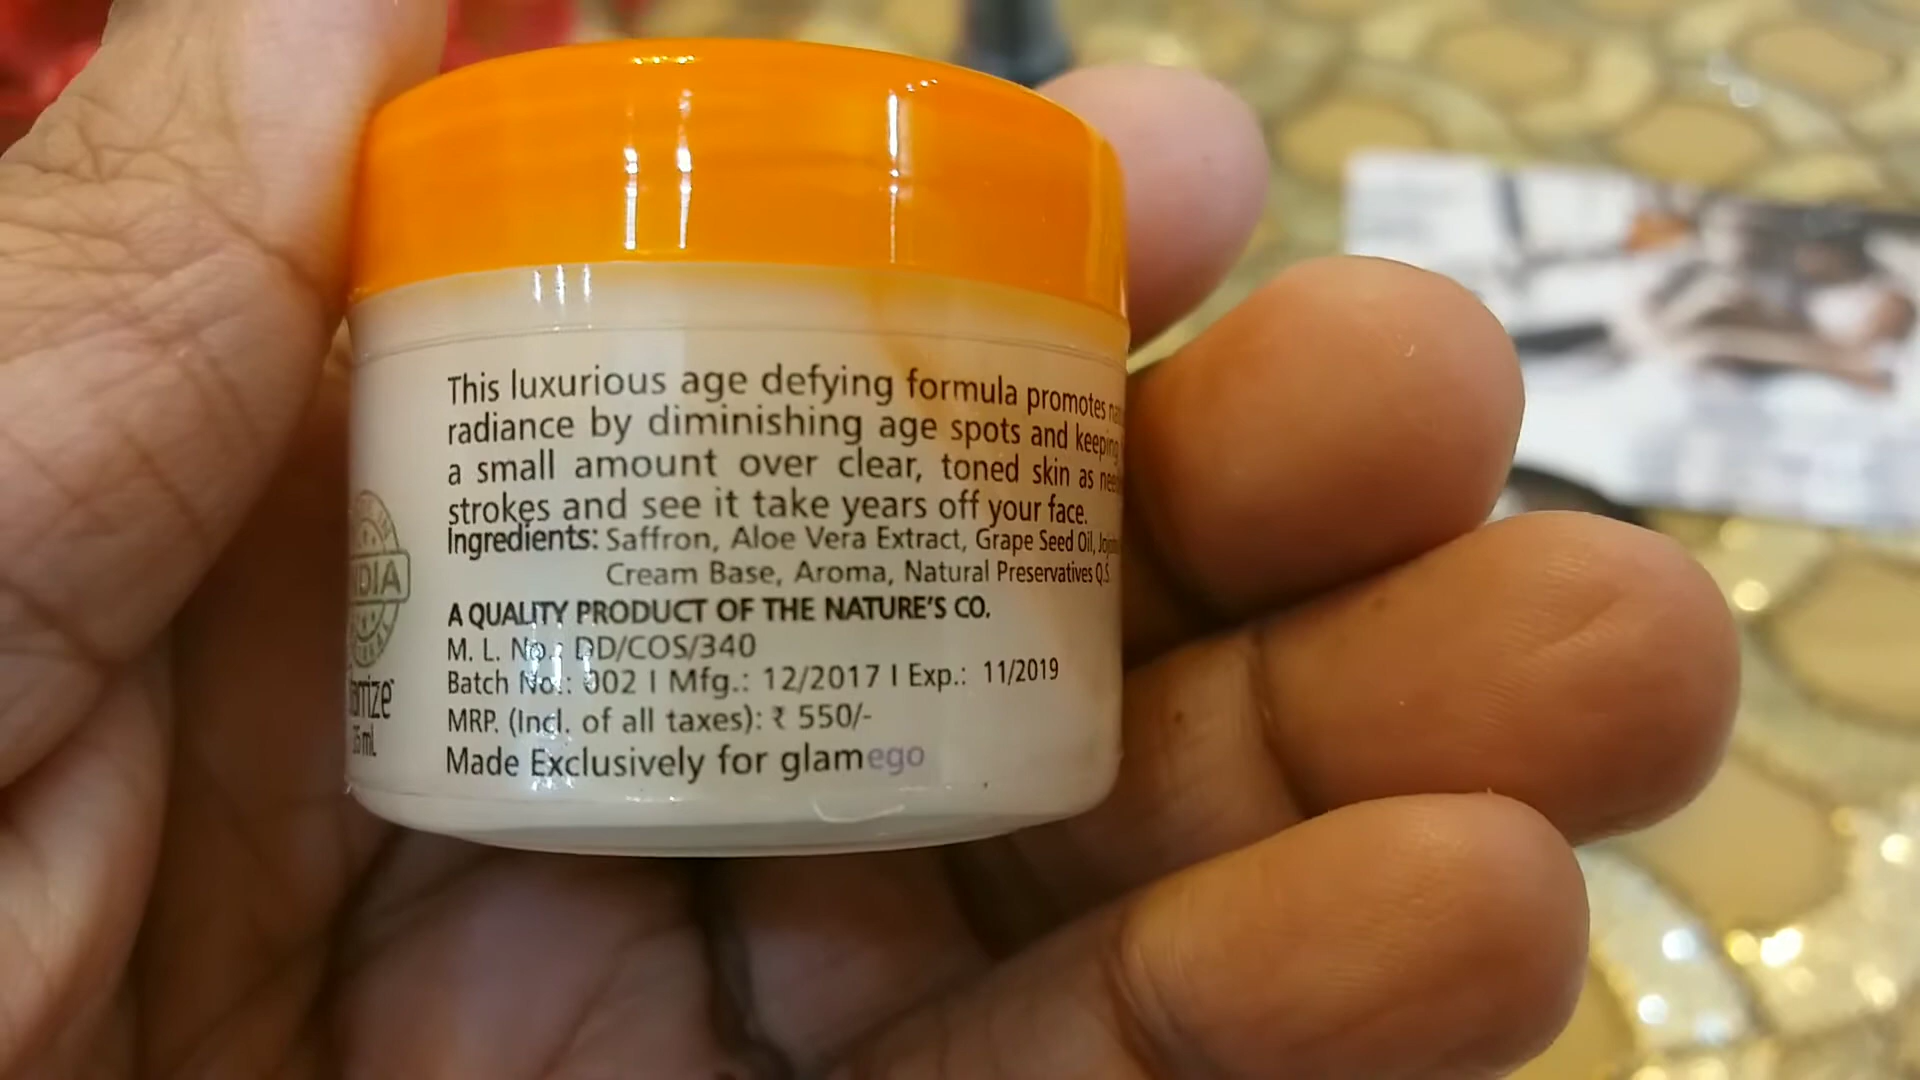 This luxurious age defying formula promotes
radiance by diminishing age spots and keeping
a small amount over clear, toned skin as
strokes and see it take years off your face.
Ingredients: Saffron, Aloe Vera Extract, Grape Seed Oil,
Cream Base, Aroma, Natural Preservatives Q.S
A QUALITY PRODUCT OF THE NATURE'S CO.
M. L. No.: DD/COS/340
Batch No.: 002 I Mfg.: 12/2017 I Exp.: 11/2019
MRP. (Incl. of all taxes): ₹ 550/-
Made Exclusively for glamego